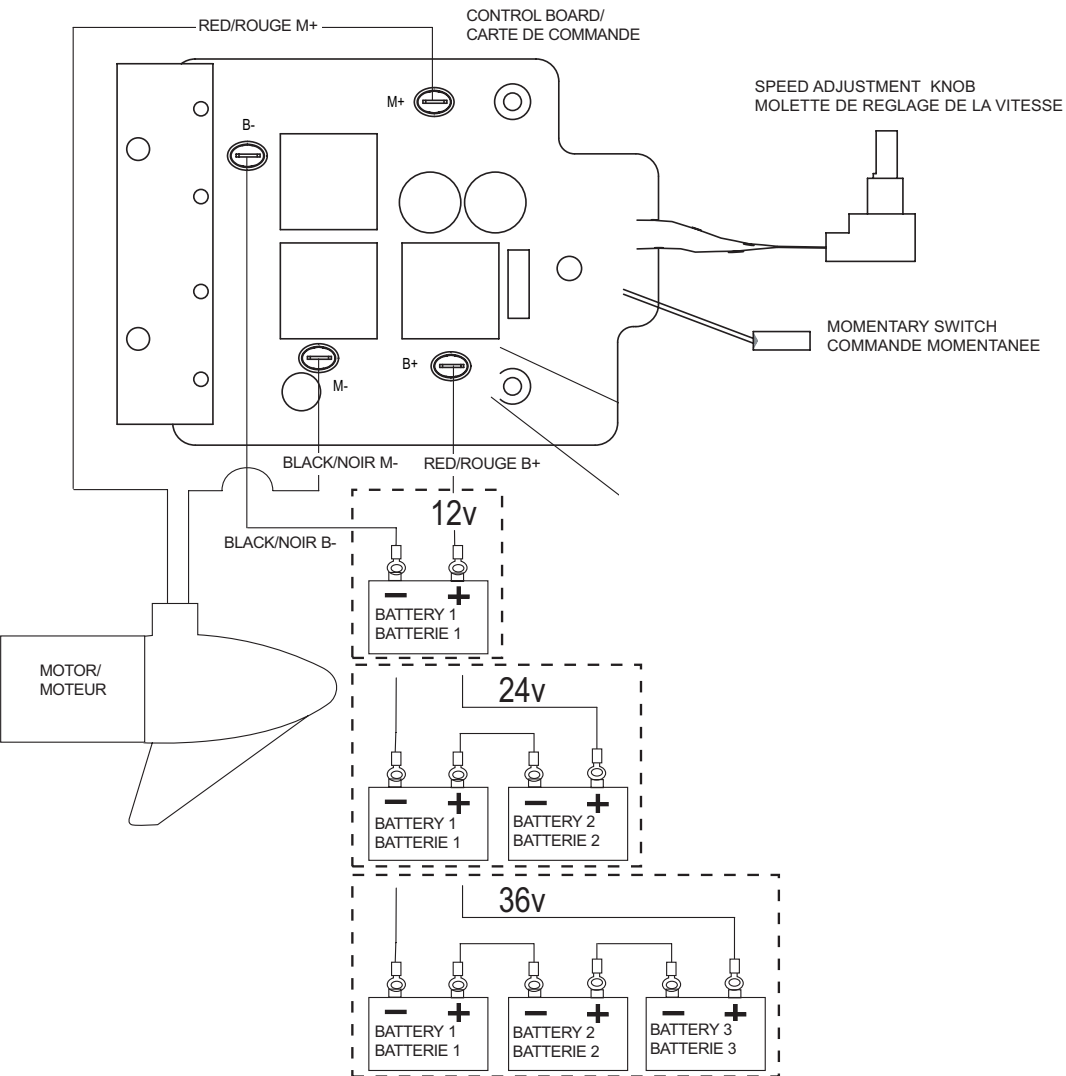 RED/ROUGE M+
CONTROL BOARD/
CARTE DE COMMANDE
SPEED ADJUSTMENT KNOB
MOLETTE DE REGLAGE DE LA VITESSE
M+
B-
MOMENTARY SWITCH
COMMANDE MOMENTANEE
B+
M-
BLACK/NOIR M-
RED/ROUGE B+
12v
BLACK/NOIR B-
− +
BATTERY 1
BATTERIE 1
MOTOR/
MOTEUR
24v
− +
BATTERY 1
BATTERIE 1
− +
BATTERY 2
BATTERIE 2
36v
− +
BATTERY 1
BATTERIE 1
− +
BATTERY 2
BATTERIE 2
− +
BATTERY 3
BATTERIE 3